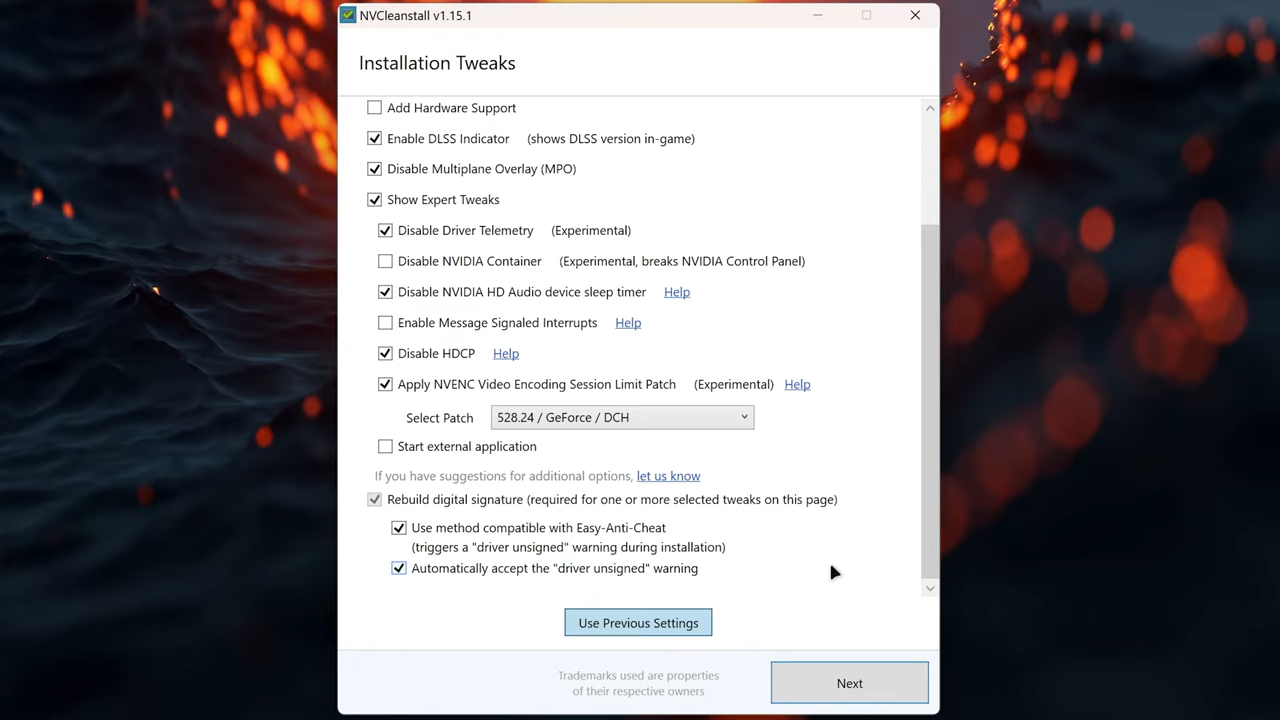 NVCleanstall v1.15.1
Installation Tweaks
Add Hardware Support
Enable DLSS Indicator (shows DLSS version in-game)
Disable Multiplane Overlay (MPO)
Show Expert Tweaks
Disable Driver Telemetry (Experimental)
Disable NVIDIA Container (Experimental, breaks NVIDIA Control Panel)
Disable NVIDIA HD Audio device sleep timer Help
Enable Message Signaled Interrupts Help
Disable HDCP Help
Apply NVENC Video Encoding Session Limit Patch (Experimental) Help
Select Patch 528.24 / GeForce / DCH
Start external application
If you have suggestions for additional options, let us know
Rebuild digital signature (required for one or more selected tweaks on this page)
Use method compatible with Easy-Anti-Cheat
(triggers a "driver unsigned" warning during installation)
Automatically accept the "driver unsigned" warning
Use Previous Settings
Trademarks used are properties
of their respective owners
Next